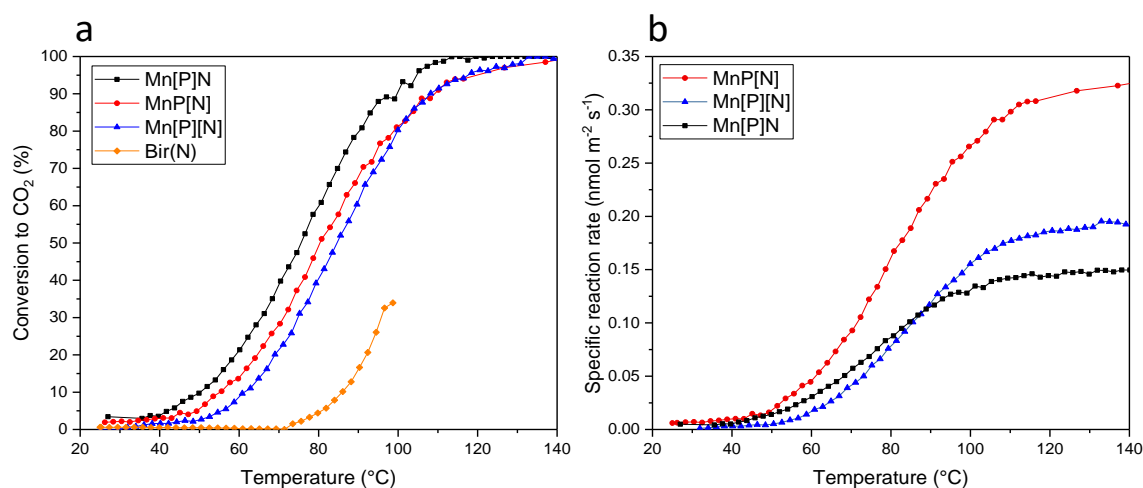 a
Conversion to CO2 (%)
100
90
80
70
60
50
40
30
20
10
0
Mn[P]N
MnP[N]
Mn[P][N]
Bir(N)
20 40 60 80 100 120 140
Temperature (°C)
b
Specific reaction rate (nmol m-2 s-1)
0.35
0.30
0.25
0.20
0.15
0.10
0.05
0.00
MnP[N]
Mn[P][N]
Mn[P]N
20 40 60 80 100 120 140
Temperature (°C)